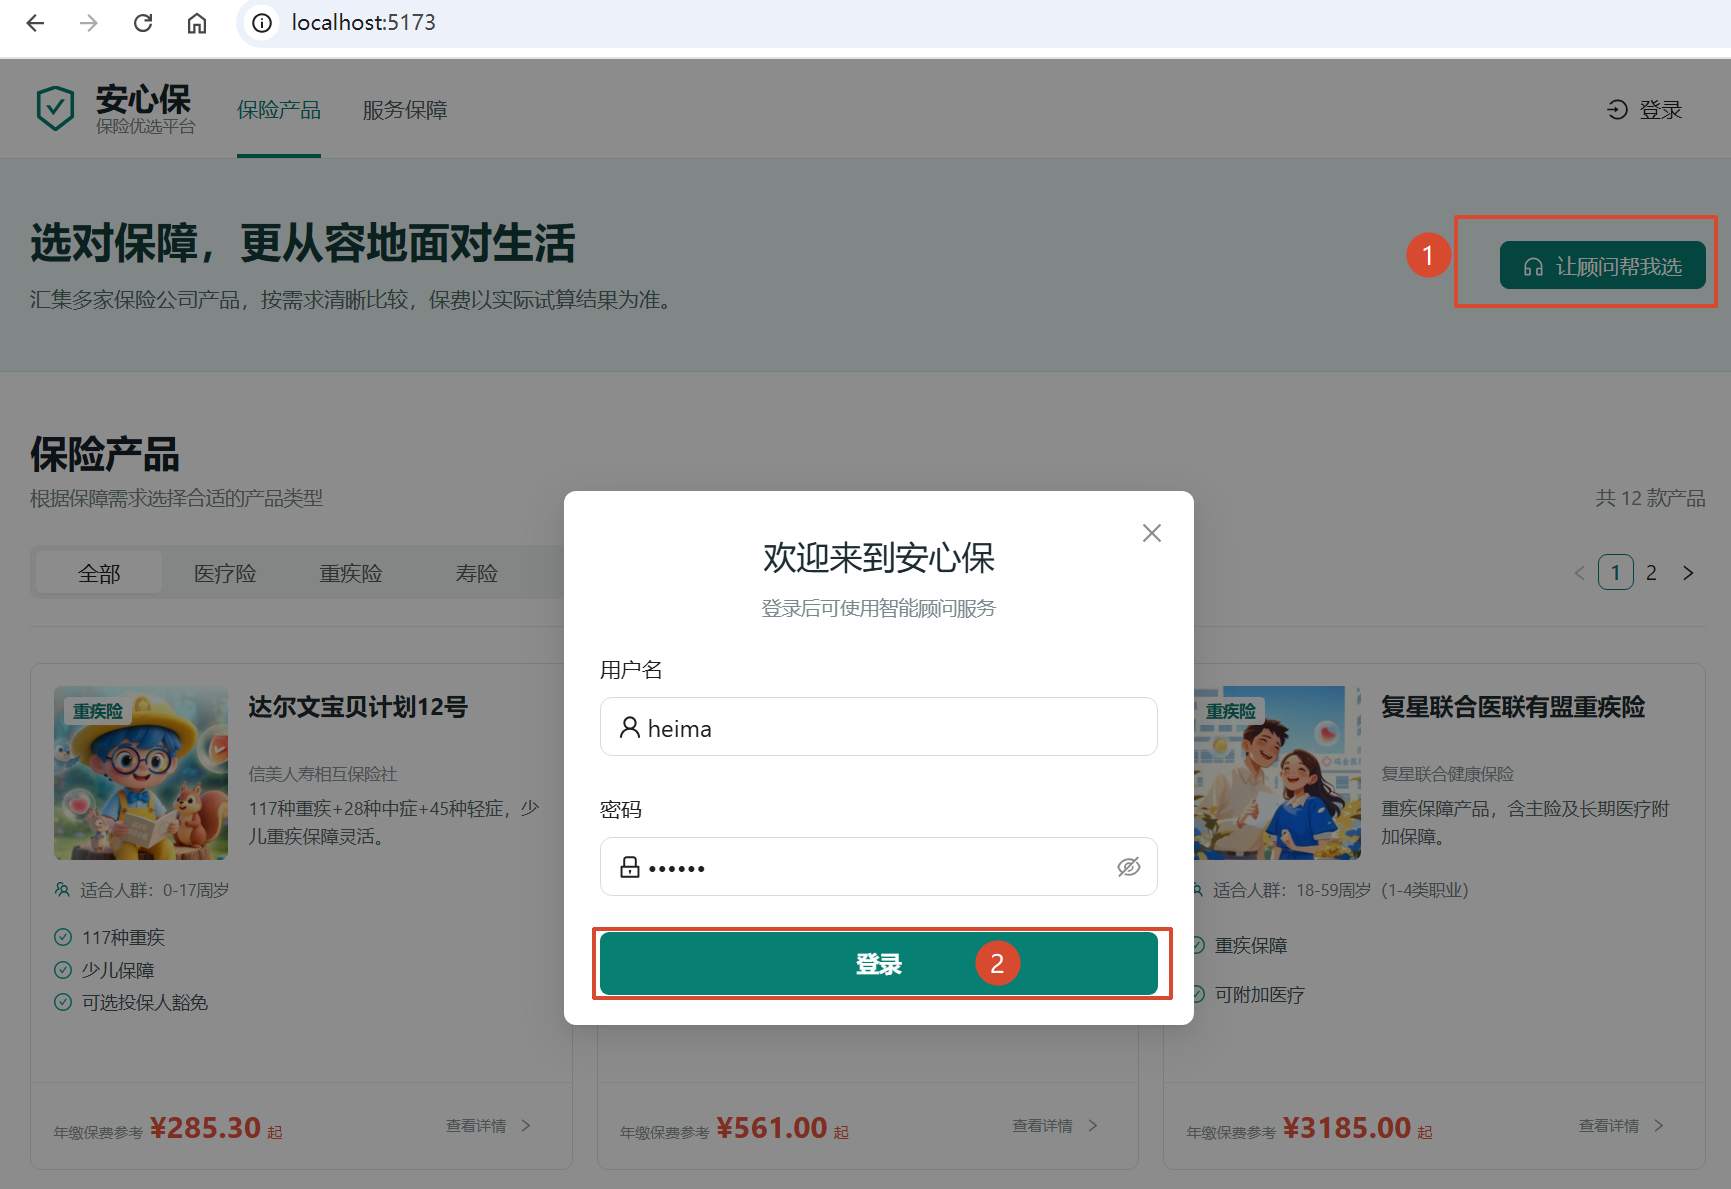 localhost:5173
安心保
保险优选平台
保险产品
服务保障
登录
选对保障，更从容地面对生活
汇集多家保险公司产品，按需求清晰比较，保费以实际试算结果为准。
1
让顾问帮我选
保险产品
根据保障需求选择合适的产品类型
共 12 款产品
全部
医疗险
重疾险
寿险
1
2
欢迎来到安心保
登录后可使用智能顾问服务
用户名
heima
密码
••••••
登录
2
重疾险
达尔文宝贝计划12号
信美人寿相互保险社
117种重疾+28种中症+45种轻症，少
儿重疾保障灵活。
适合人群：0-17周岁
117种重疾
少儿保障
可选投保人豁免
年缴保费参考 ¥285.30 起
查看详情
年缴保费参考 ¥561.00 起
查看详情
重疾险
复星联合医联有盟重疾险
复星联合健康保险
重疾保障产品，含主险及长期医疗附
加保障。
适合人群：18-59周岁（1-4类职业）
重疾保障
可附加医疗
年缴保费参考 ¥3185.00 起
查看详情